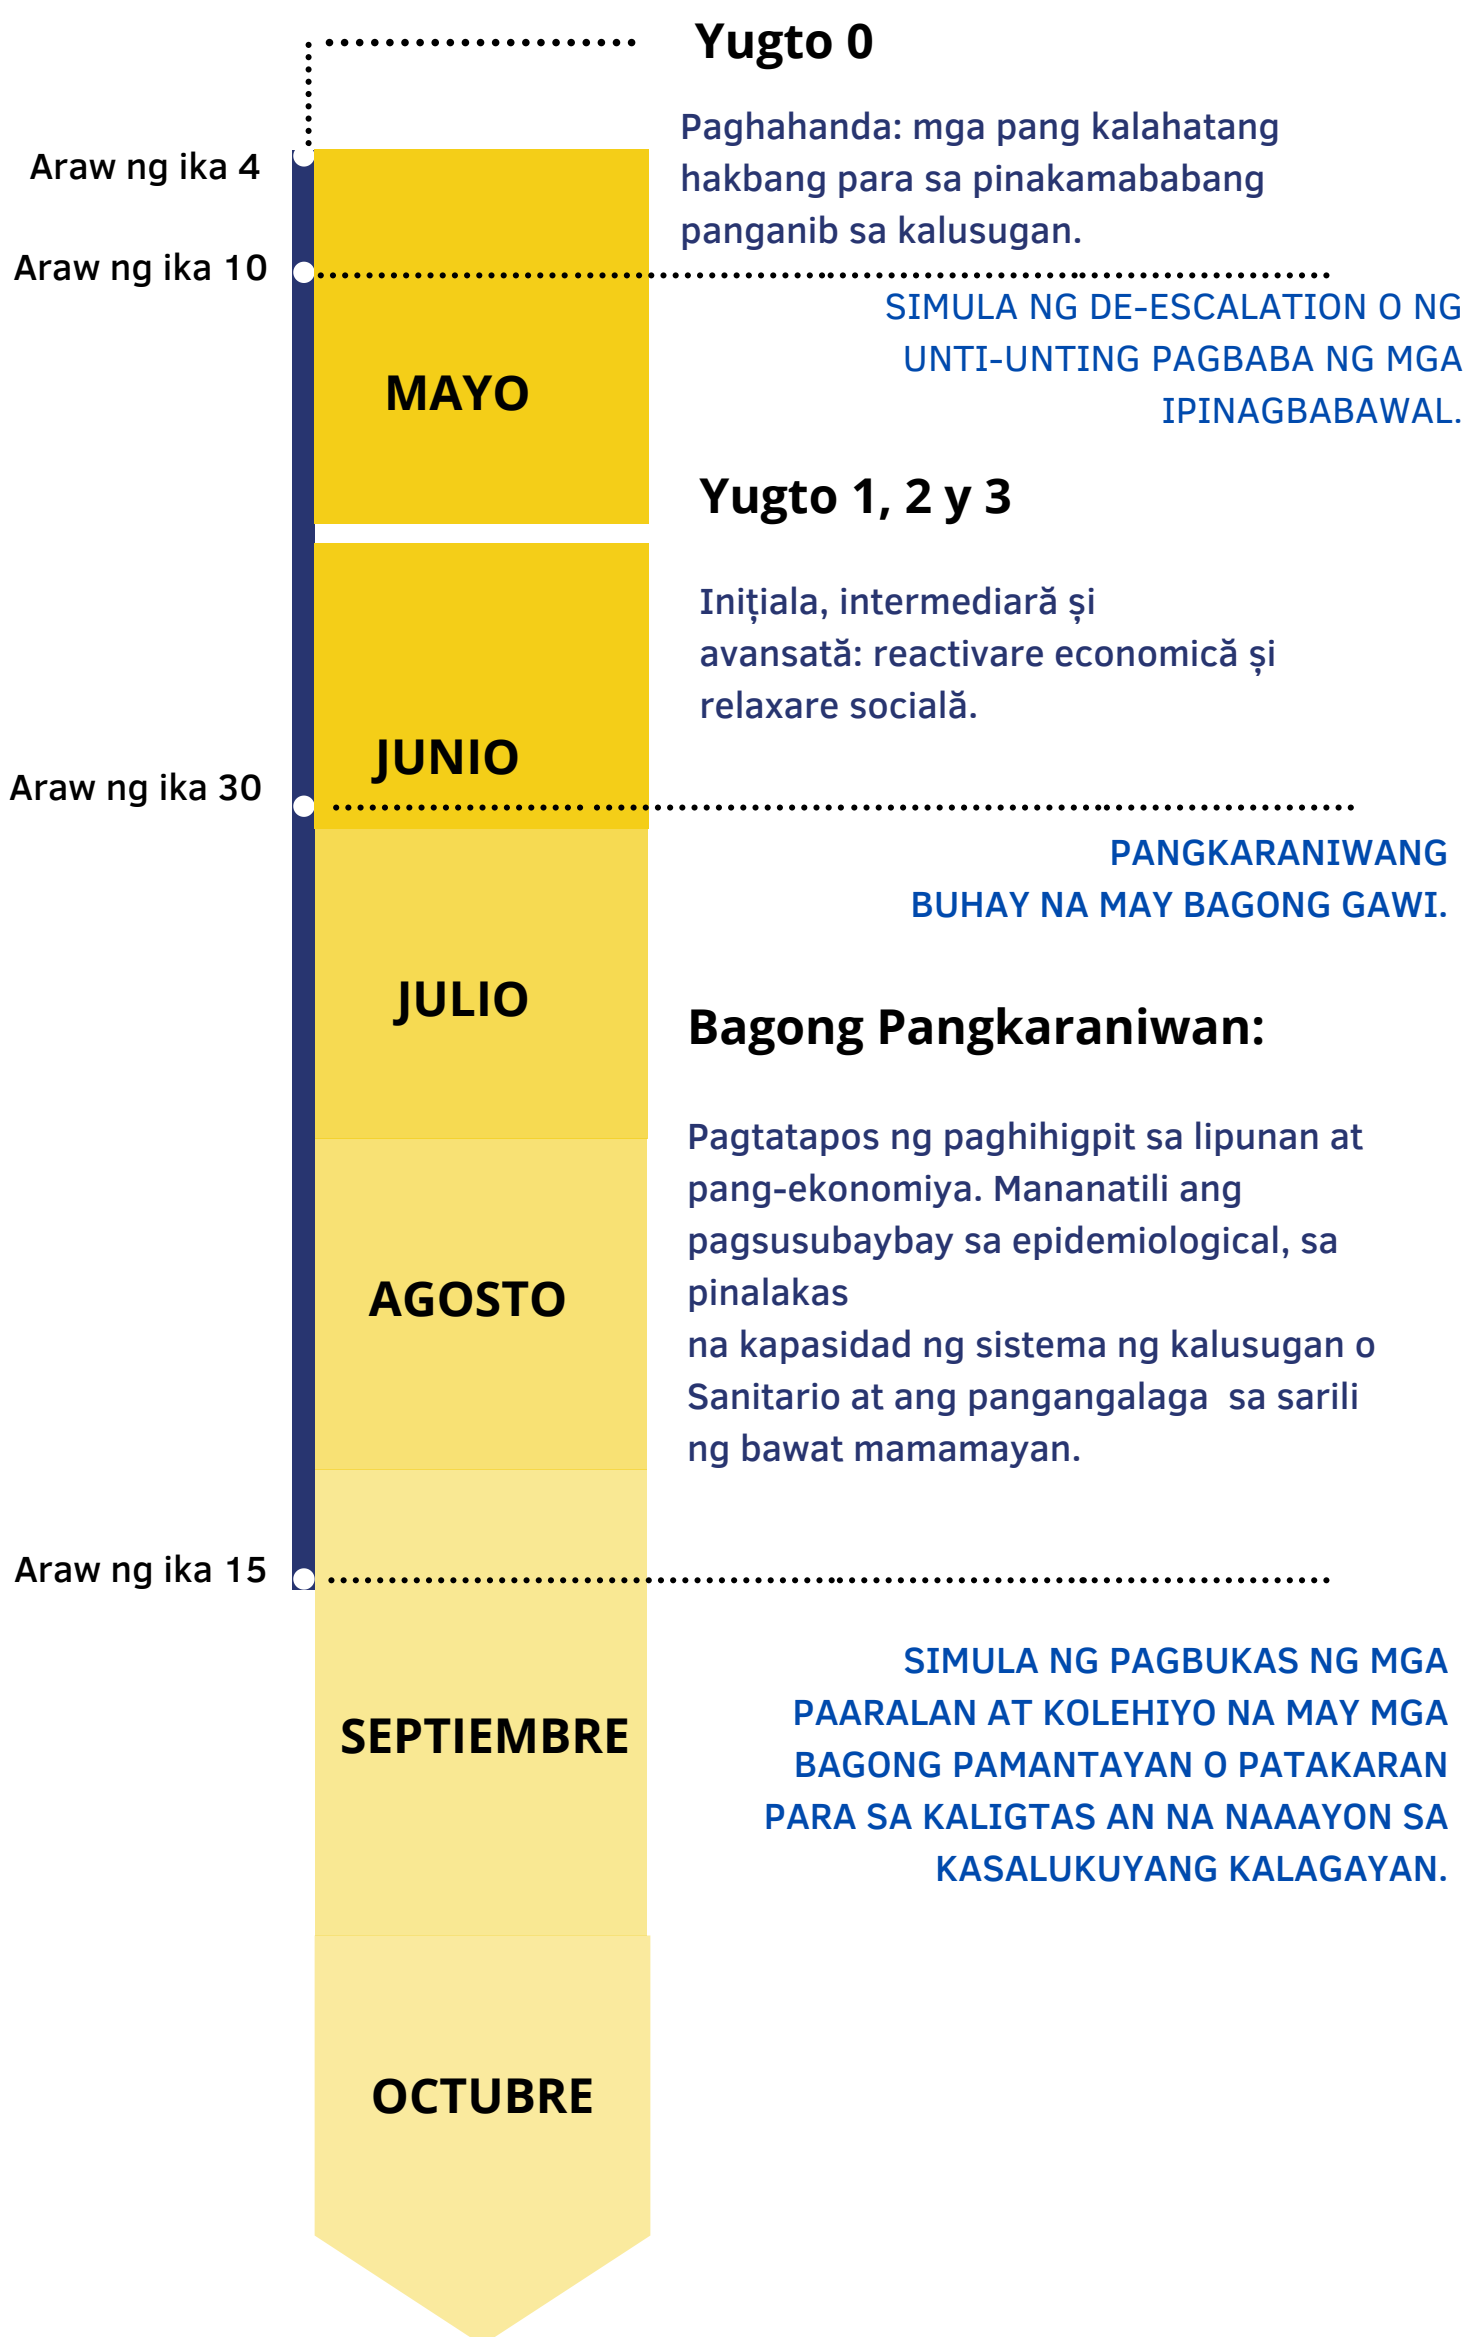 Yugto 0
Araw ng ika 4
Paghahanda: mga pang kalahatang
hakbang para sa pinakamababang
panganib sa kalusugan.
Araw ng ika 10
SIMULA NG DE-ESCALATION O NG
UNTI-UNTING PAGBABA NG MGA
IPINAGBABAWAL.
MAYO
Yugto 1, 2 y 3
Inițiala, intermediară și
avansată: reactivare economică și
relaxare socială.
JUNIO
Araw ng ika 30
PANGKARANIWANG
BUHAY NA MAY BAGONG GAWI.
JULIO
Bagong Pangkaraniwan:
Pagtatapos ng paghihigpit sa lipunan at
pang-ekonomiya. Mananatili ang
pagsusubaybay sa epidemiological, sa
pinalakas
na kapasidad ng sistema ng kalusugan o
Sanitario at ang pangangalaga  sa sarili
ng bawat mamamayan.
AGOSTO
Araw ng ika 15
SIMULA NG PAGBUKAS NG MGA
PAARALAN AT KOLEHIYO NA MAY MGA
BAGONG PAMANTAYAN O PATAKARAN
PARA SA KALIGTAS AN NA NAAAYON SA
KASALUKUYANG KALAGAYAN.
SEPTIEMBRE
OCTUBRE